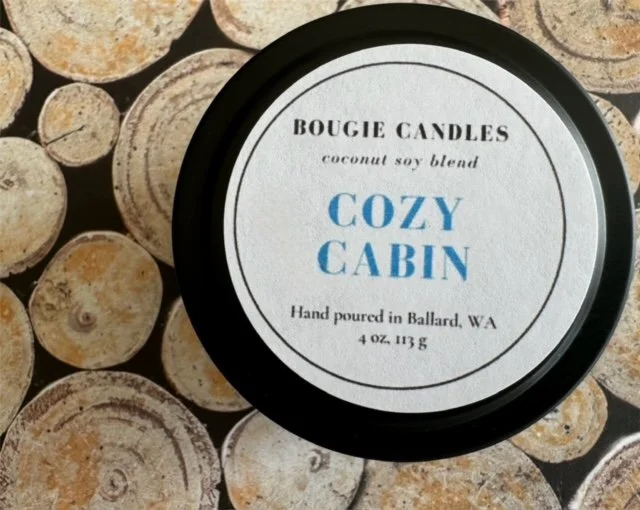 BOUGIE CANDLES
coconut soy blend
COZY
CABIN
Hand poured in Ballard, WA
4 oz, 113 g